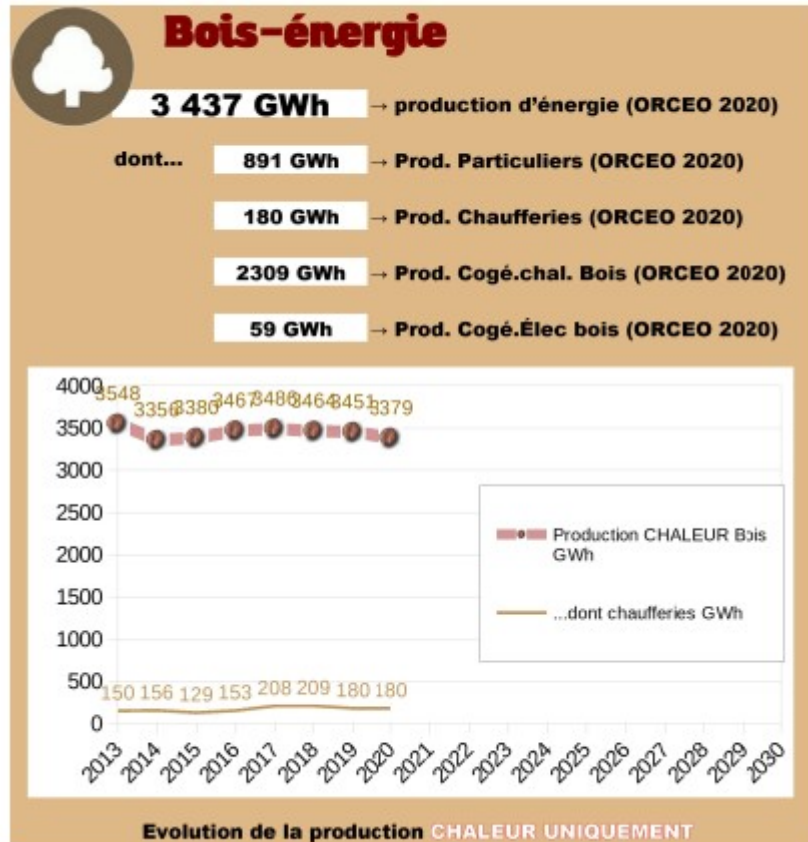 Bois-énergie
3 437 GWh → production d'énergie (ORCEO 2020)
dont... 891 GWh → Prod. Particuliers (ORCEO 2020)
180 GWh → Prod. Chaufferies (ORCEO 2020)
2309 GWh → Prod. Cogé.chal. Bois (ORCEO 2020)
59 GWh → Prod. Cogé.Élec bois (ORCEO 2020)
4000
3548 3356 3380 3467 3486 3464 3451 3379
3500
3000
2500
2000
Production CHALEUR Bois
GWh
1500
...dont chaufferies GWh
1000
500
150 156 129 153 208 209 180 180
0
2013 2014 2015 2016 2017 2018 2019 2020 2021 2022 2023 2024 2025 2026 2027 2028 2029 2030
Evolution de la production CHALEUR UNIQUEMENT